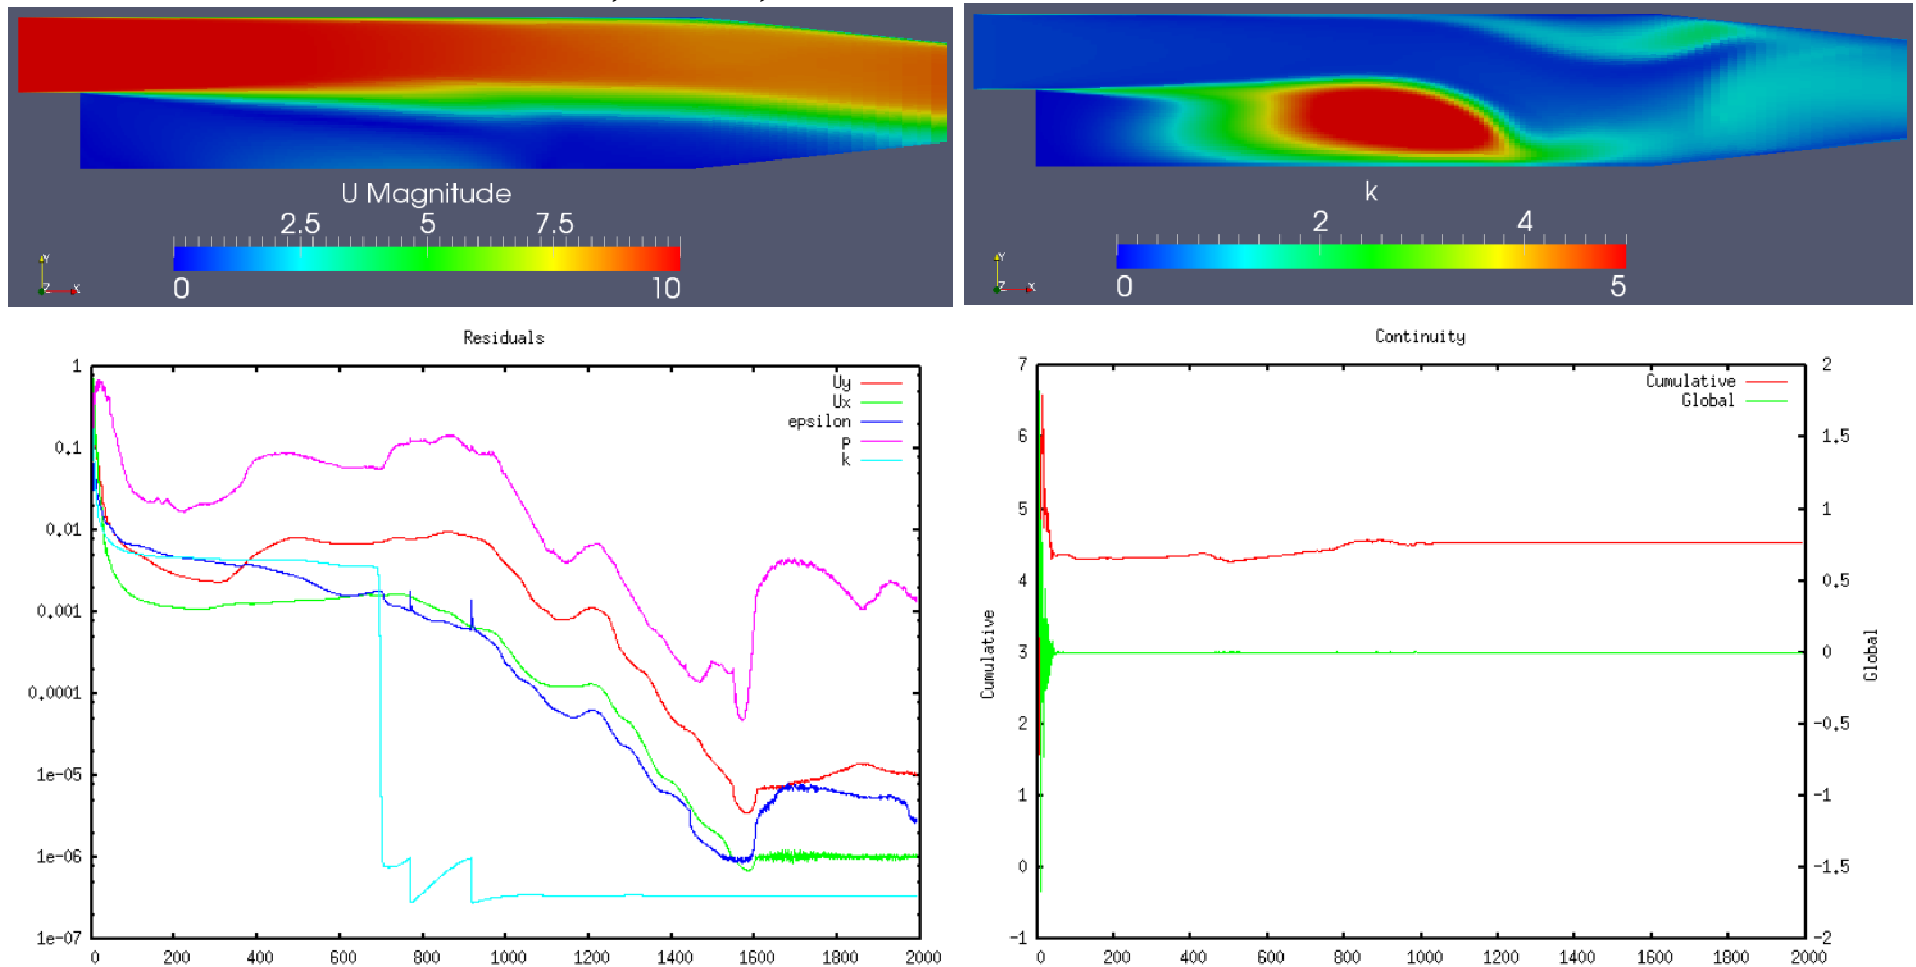 U Magnitude
2.5 5 7.5
0 10
Y
Z X
k
2 4
0 5
Y
Z X
Residuals
1
0.1
0.01
0.001
0.0001
1e-05
1e-06
1e-07
0 200 400 600 800 1000 1200 1400 1600 1800 2000
Uy
Ux
epsilon
p
k
Continuity
7
6
5
4
3
2
1
0
-1
Cumulative
0 200 400 600 800 1000 1200 1400 1600 1800 2000
Cumulative
Global
2
1.5
1
0.5
0
-0.5
-1
-1.5
-2
Global